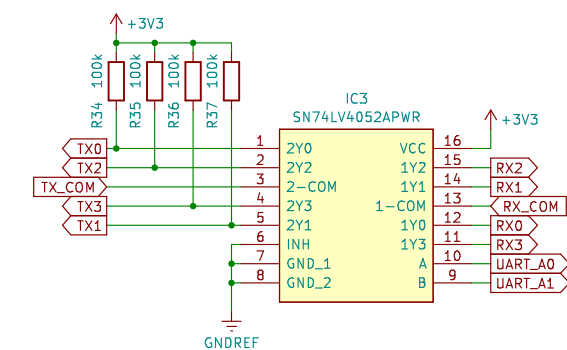 +3V3
R34 100k
R35 100k
R36 100k
R37 100k
IC3
SN74LV4052APWR
+3V3
TX0 1 2Y0 VCC 16
TX2 2 2Y2 1Y2 15 RX2
TX_COM 3 2-COM 1Y1 14 RX1
TX3 4 2Y3 1-COM 13 RX_COM
TX1 5 2Y1 1Y0 12 RX0
6 INH 1Y3 11 RX3
7 GND_1 A 10 UART_A0
8 GND_2 B 9 UART_A1
GNDREF